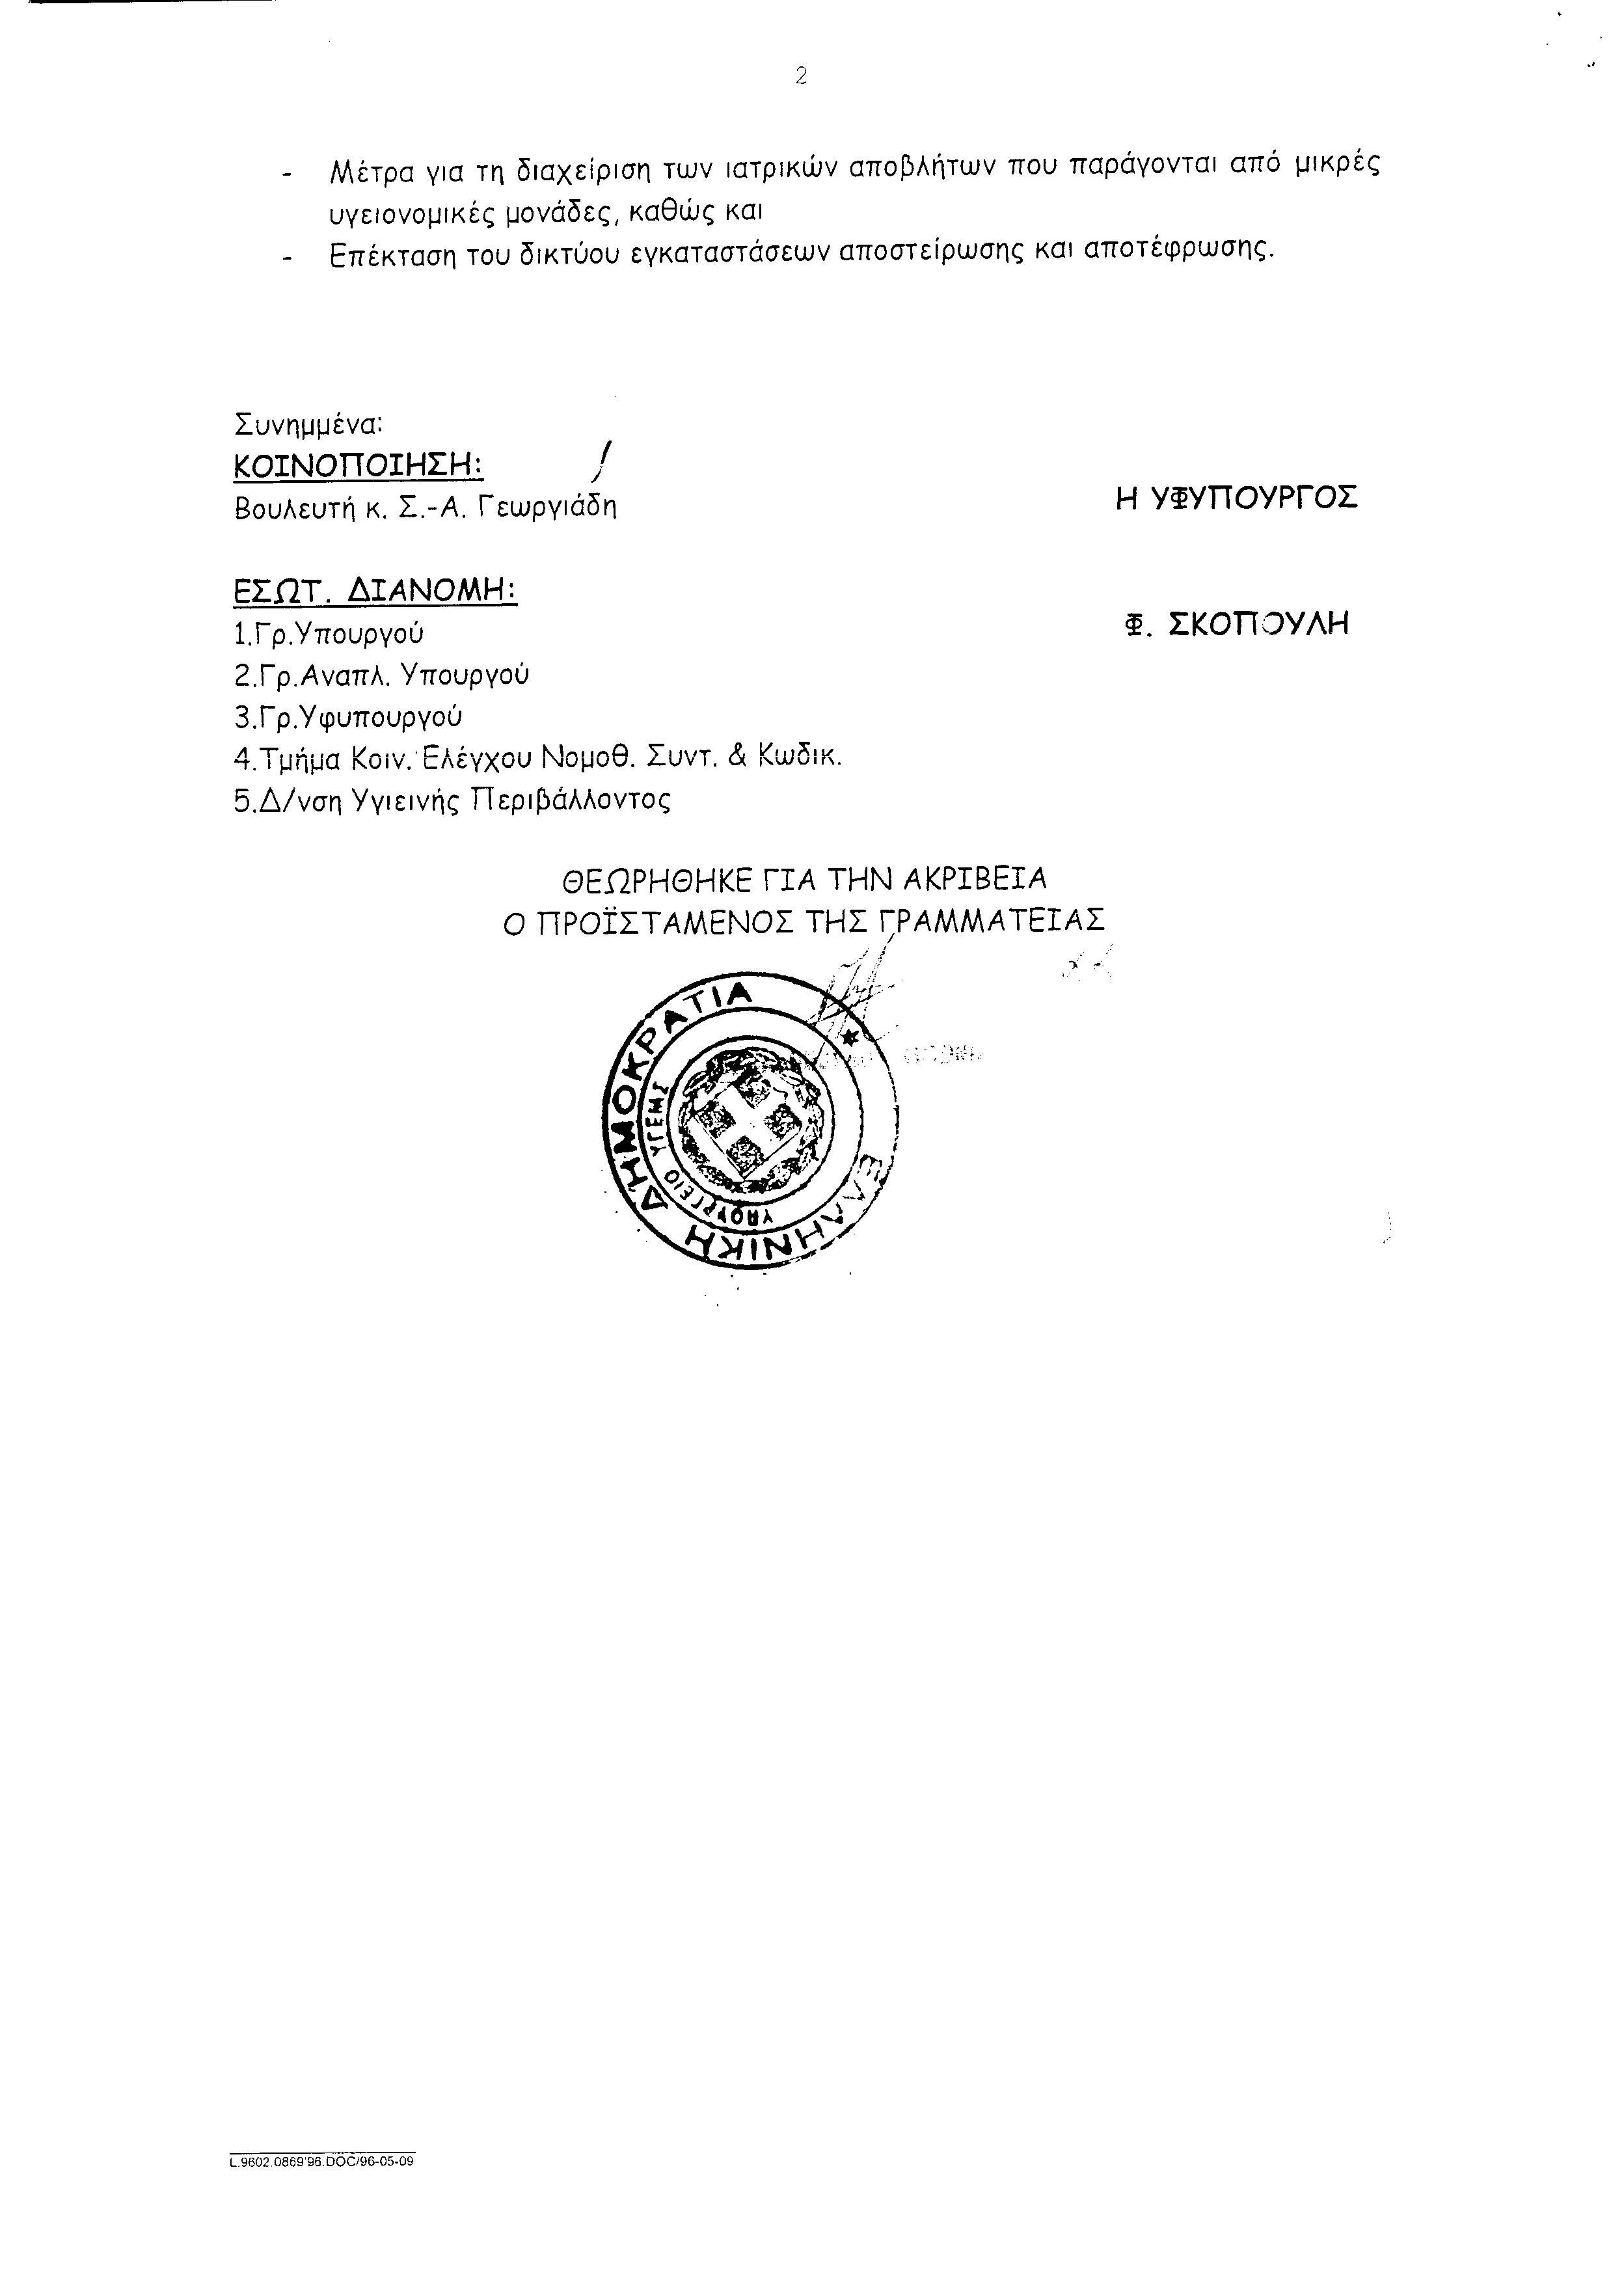 2
- Μέτρα για τη διαχείριση των ιατρικών αποβλήτων που παράγονται από μικρές
υγειονομικές μονάδες, καθώς και
- Επέκταση του δικτύου εγκαταστάσεων αποστείρωσης και αποτέφρωσης.
Συνημμένα:
ΚΟΙΝΟΠΟΙΗΣΗ:
Βουλευτή κ. Σ.-Α. Γεωργιάδη
Η ΥΦΥΠΟΥΡΓΟΣ
ΕΣΩΤ. ΔΙΑΝΟΜΗ:
Φ. ΣΚΟΠΟΥΛΗ
1.Γρ.Υπουργού
2.Γρ.Αναπλ. Υπουργού
3.Γρ.Υφυπουργού
4.Τμήμα Κοιν. Ελέγχου Νομοθ. Συντ. & Κωδικ.
5.Δ/νση Υγιεινής Περιβάλλοντος
ΘΕΩΡΗΘΗΚΕ ΓΙΑ ΤΗΝ ΑΚΡΙΒΕΙΑ
Ο ΠΡΟΪΣΤΑΜΕΝΟΣ ΤΗΣ ΓΡΑΜΜΑΤΕΙΑΣ
ΕΛΛΗΝΙΚΗ ΔΗΜΟΚΡΑΤΙΑ
L.9602.0869'96.DOC/96-05-09